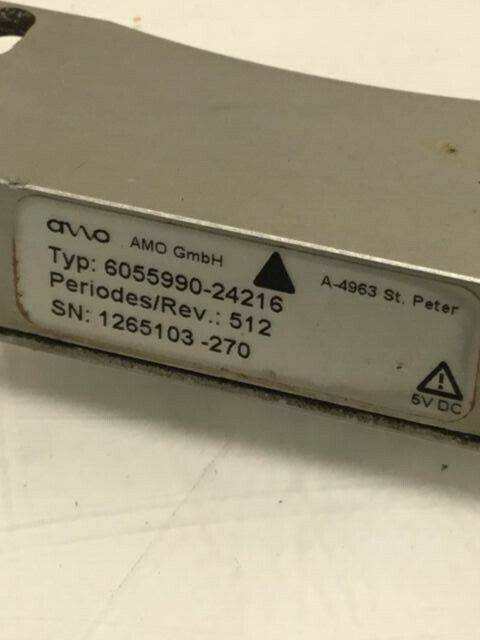 amo AMO GmbH A-4963 St. Peter
Typ: 6055990-24216
Periodes/Rev.: 512
SN: 1265103 -270
5V DC